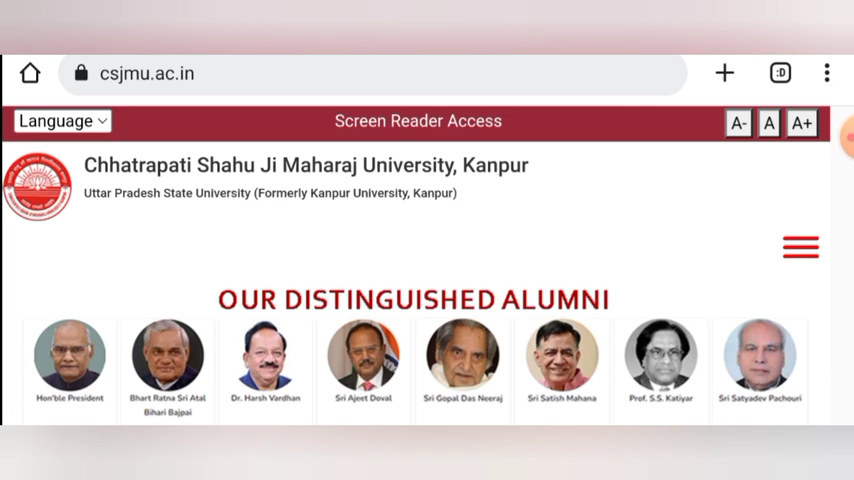 csjmu.ac.in
:D
Language
Screen Reader Access
A- A A+
Chhatrapati Shahu Ji Maharaj University, Kanpur
Uttar Pradesh State University (Formerly Kanpur University, Kanpur)
OUR DISTINGUISHED ALUMNI
Hon'ble President
Bhart Ratna Sri Atal
Bihari Bajpai
Dr. Harsh Vardhan
Sri Ajeet Doval
Sri Gopal Das Neeraj
Sri Satish Mahana
Prof. S.S. Katiyar
Sri Satyadev Pachouri